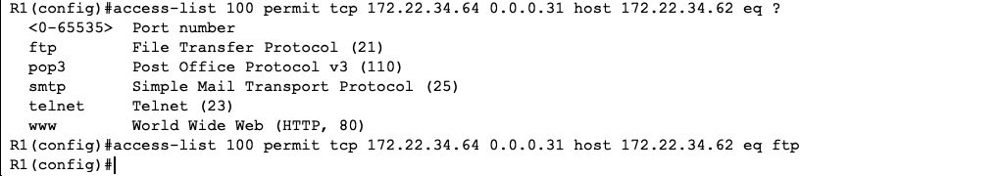 R1(config)#access-list 100 permit tcp 172.22.34.64 0.0.0.31 host 172.22.34.62 eq ?
<0-65535> Port number
ftp File Transfer Protocol (21)
pop3 Post Office Protocol v3 (110)
smtp Simple Mail Transport Protocol (25)
telnet Telnet (23)
www World Wide Web (HTTP, 80)
R1(config)#access-list 100 permit tcp 172.22.34.64 0.0.0.31 host 172.22.34.62 eq ftp
R1(config)#